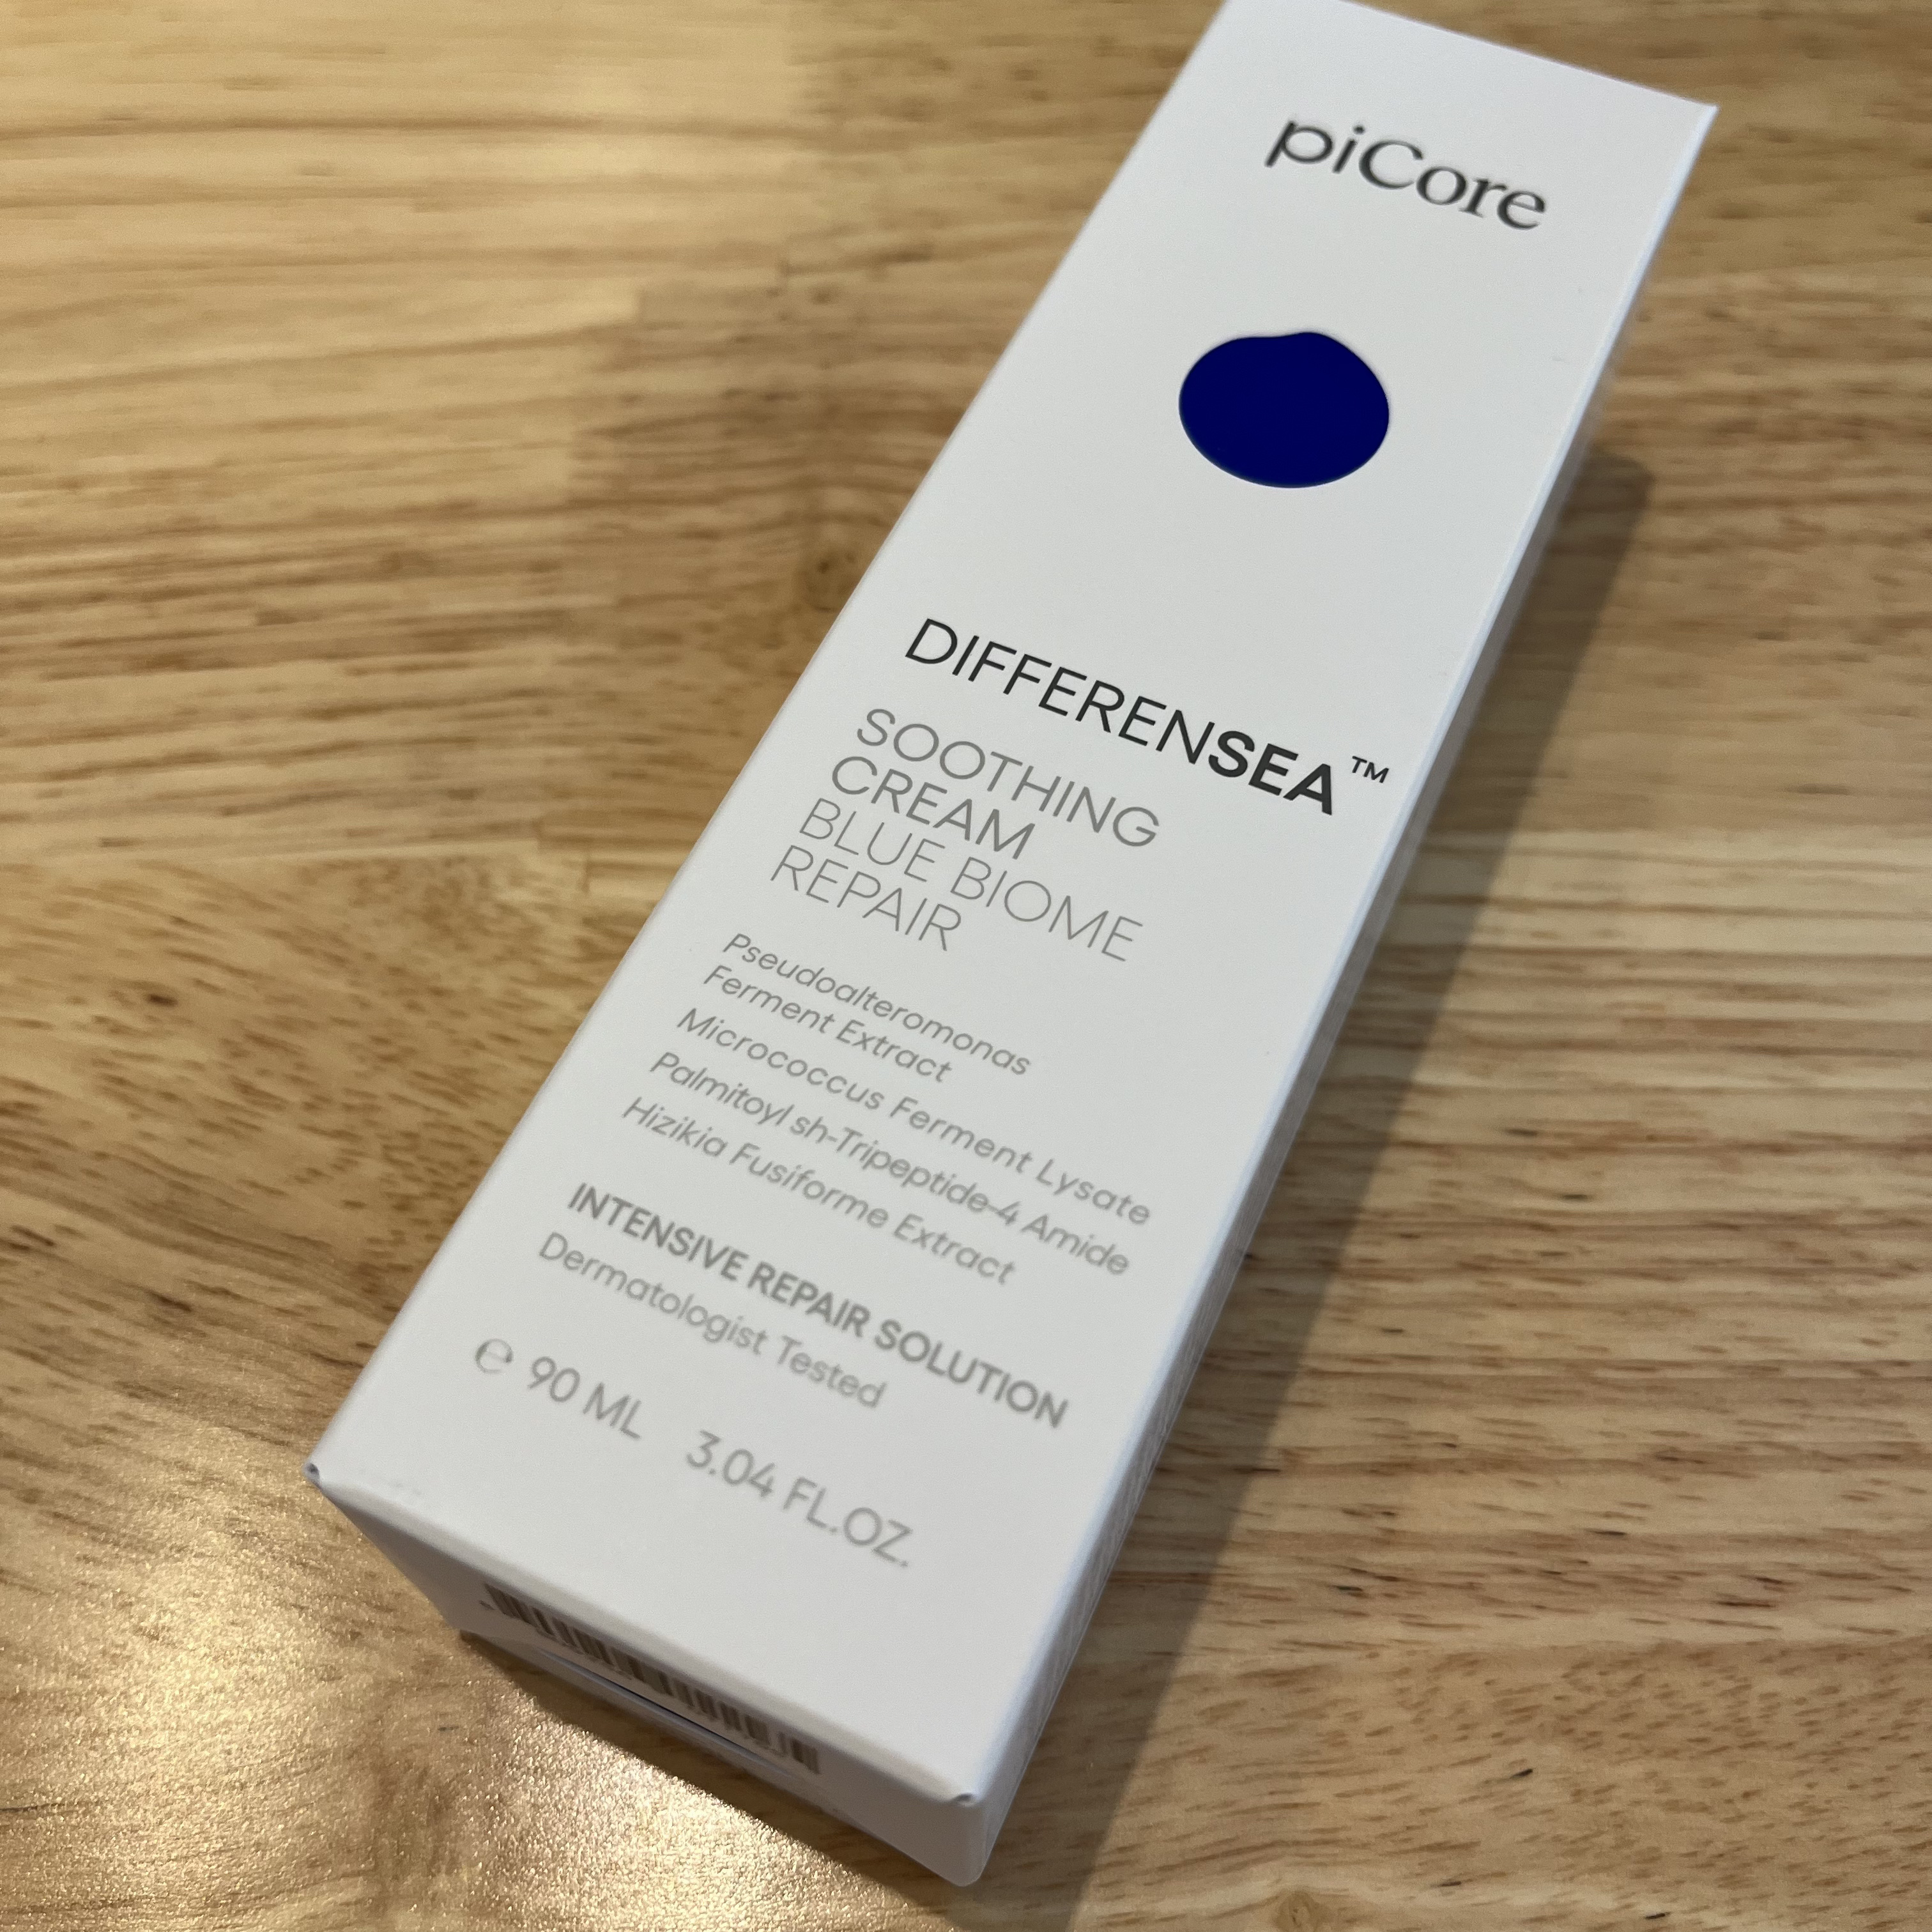 piCore
DIFFERENSEA™
SOOTHING
CREAM
BLUE BIOME
REPAIR
Pseudoalteromonas
Ferment Extract
Micrococcus Ferment Lysate
Palmitoyl sh-Tripeptide-4 Amide
Hizikia Fusiforme Extract
INTENSIVE REPAIR SOLUTION
Dermatologist Tested
℮ 90 ML 3.04 FL.OZ.